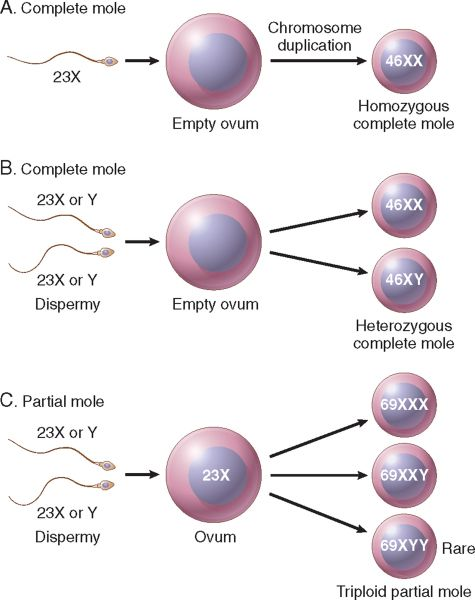 A. Complete mole
Chromosome
duplication
23X
46XX
Empty ovum
Homozygous
complete mole
B. Complete mole
23X or Y
46XX
23X or Y
46XY
Dispermy
Empty ovum
Heterozygous
complete mole
C. Partial mole
23X or Y
69XXX
23X
69XXY
23X or Y
Dispermy
Ovum
69XYY Rare
Triploid partial mole